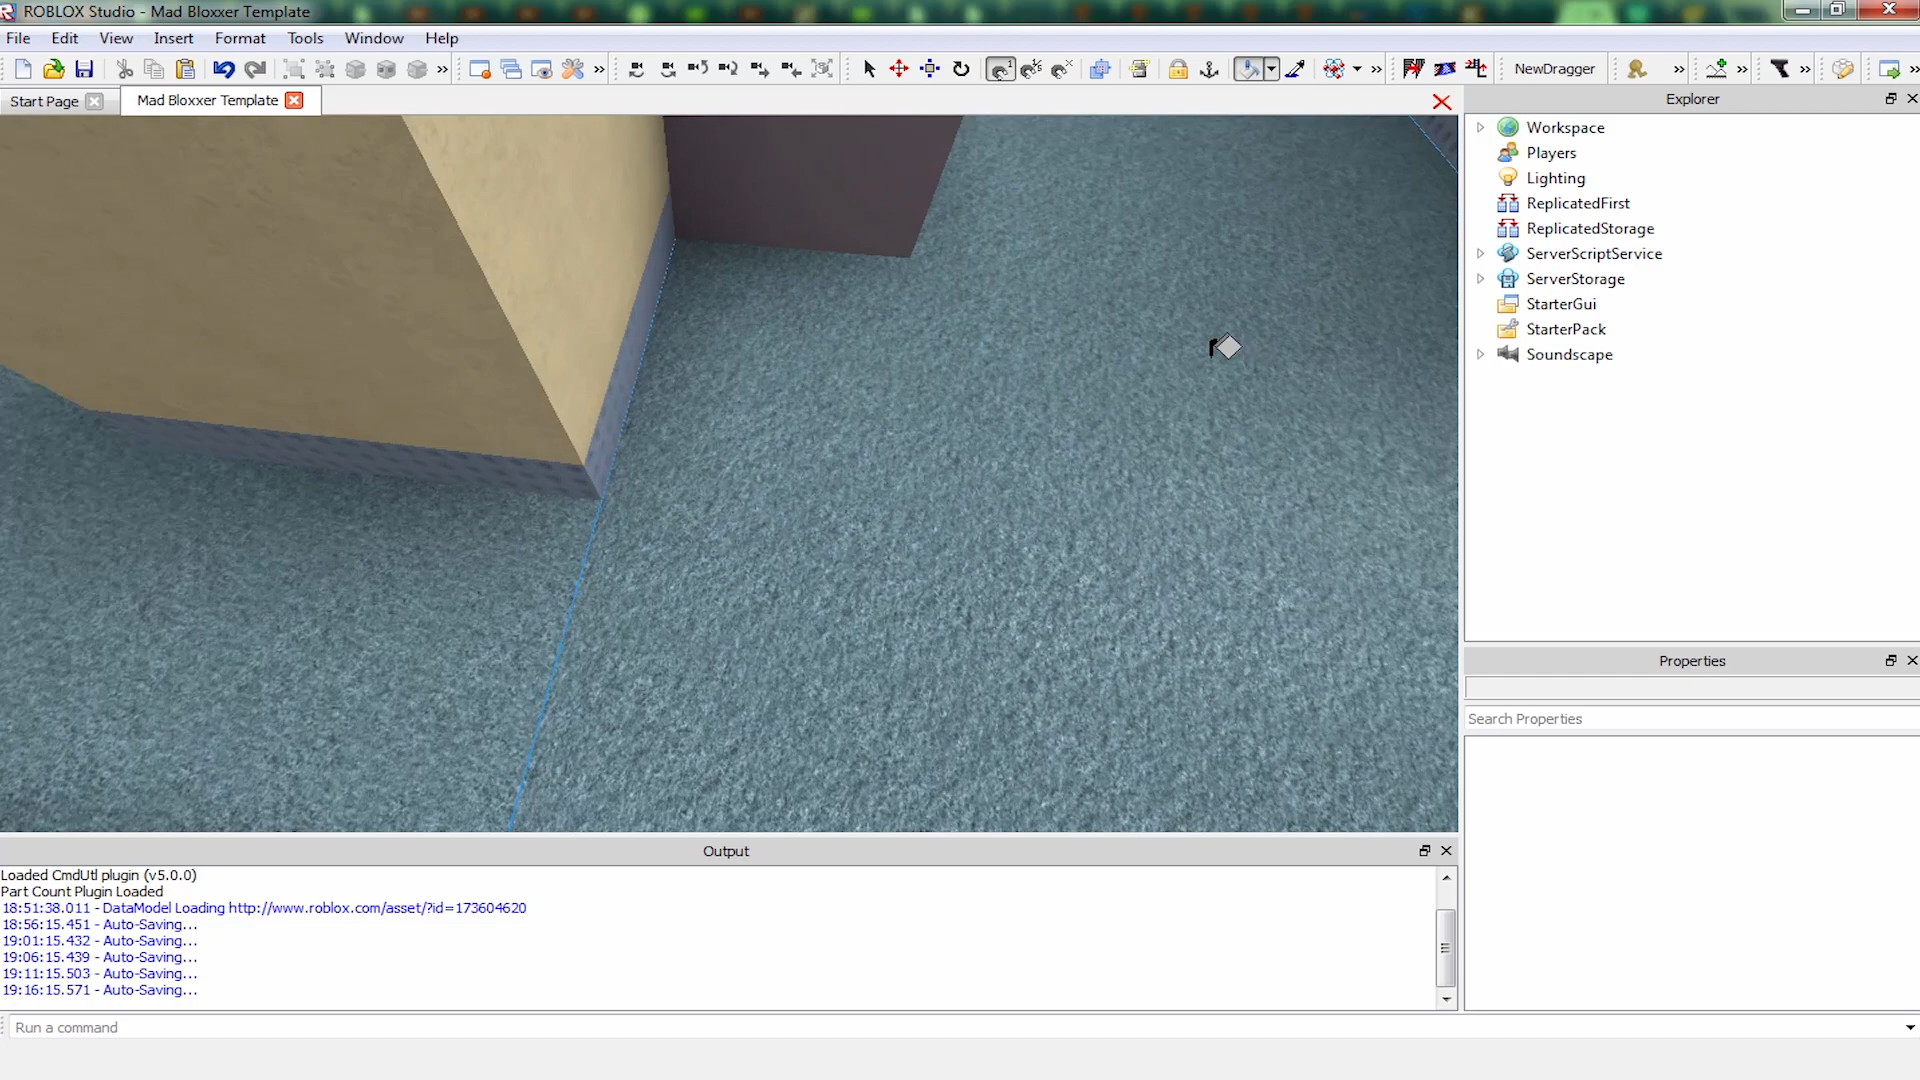 ROBLOX Studio - Mad Bloxxer Template
File Edit View Insert Format Tools Window Help
NewDragger
Start Page
Mad Bloxxer Template
Explorer
Workspace
Players
Lighting
ReplicatedFirst
ReplicatedStorage
ServerScriptService
ServerStorage
StarterGui
StarterPack
Soundscape
Properties
Search Properties
Output
Loaded CmdUtl plugin (v5.0.0)
Part Count Plugin Loaded
18:51:38.011 - DataModel Loading http://www.roblox.com/asset/?id=173604620
18:56:15.451 - Auto-Saving...
19:01:15.432 - Auto-Saving...
19:06:15.439 - Auto-Saving...
19:11:15.503 - Auto-Saving...
19:16:15.571 - Auto-Saving...
Run a command